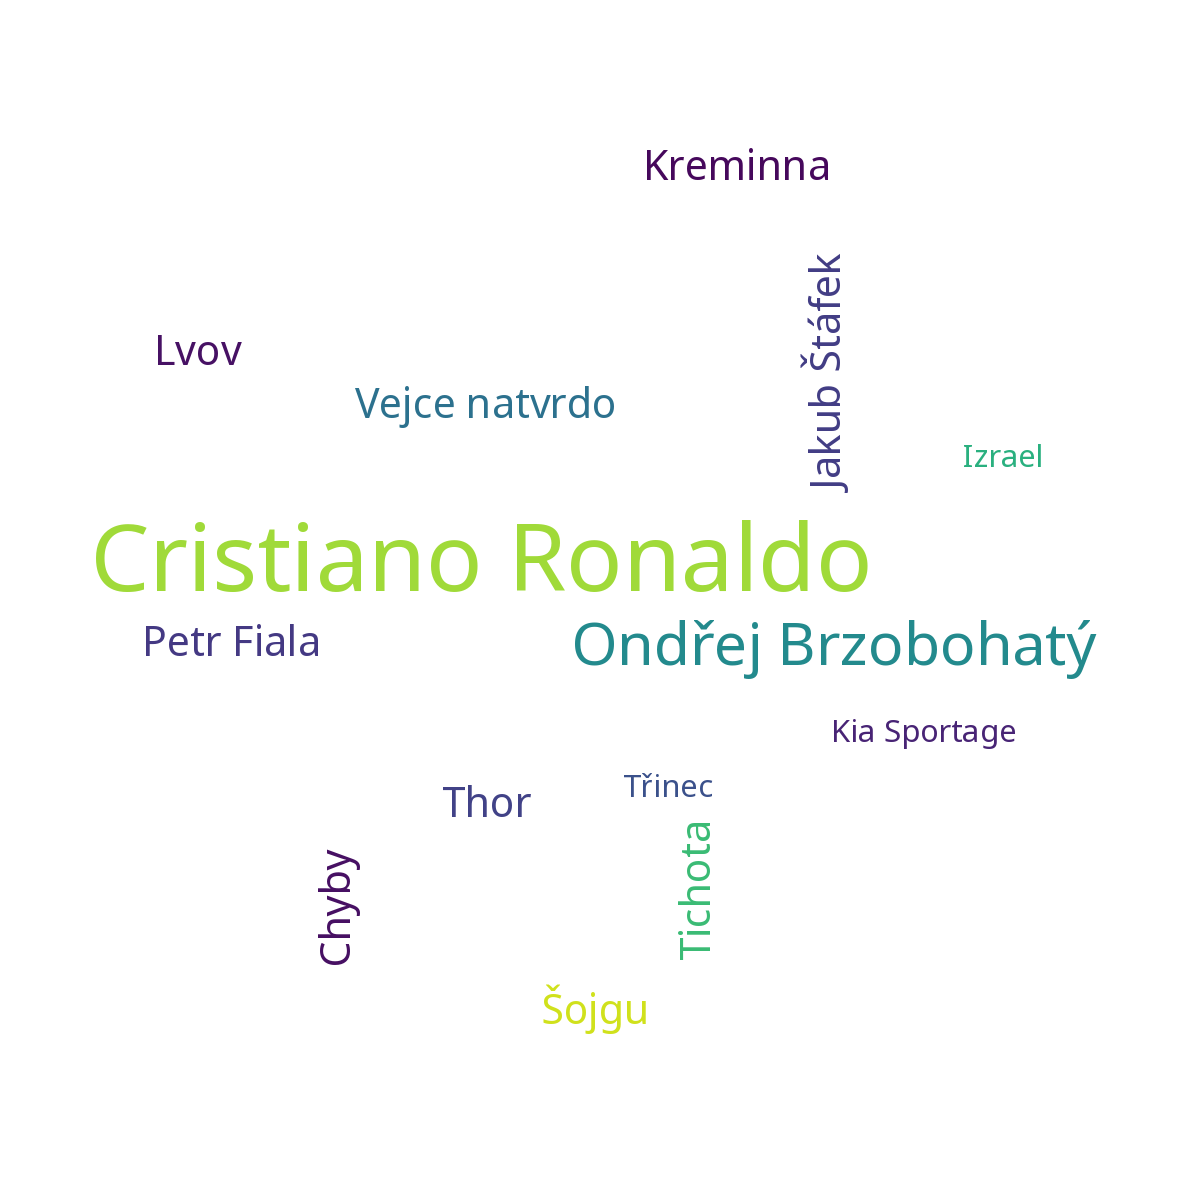 Kreminna
Jakub Štáfek
Lvov
Vejce natvrdo
Izrael
Cristiano Ronaldo
Petr Fiala
Ondřej Brzobohatý
Kia Sportage
Třinec
Thor
Tichota
Chyby
Šojgu